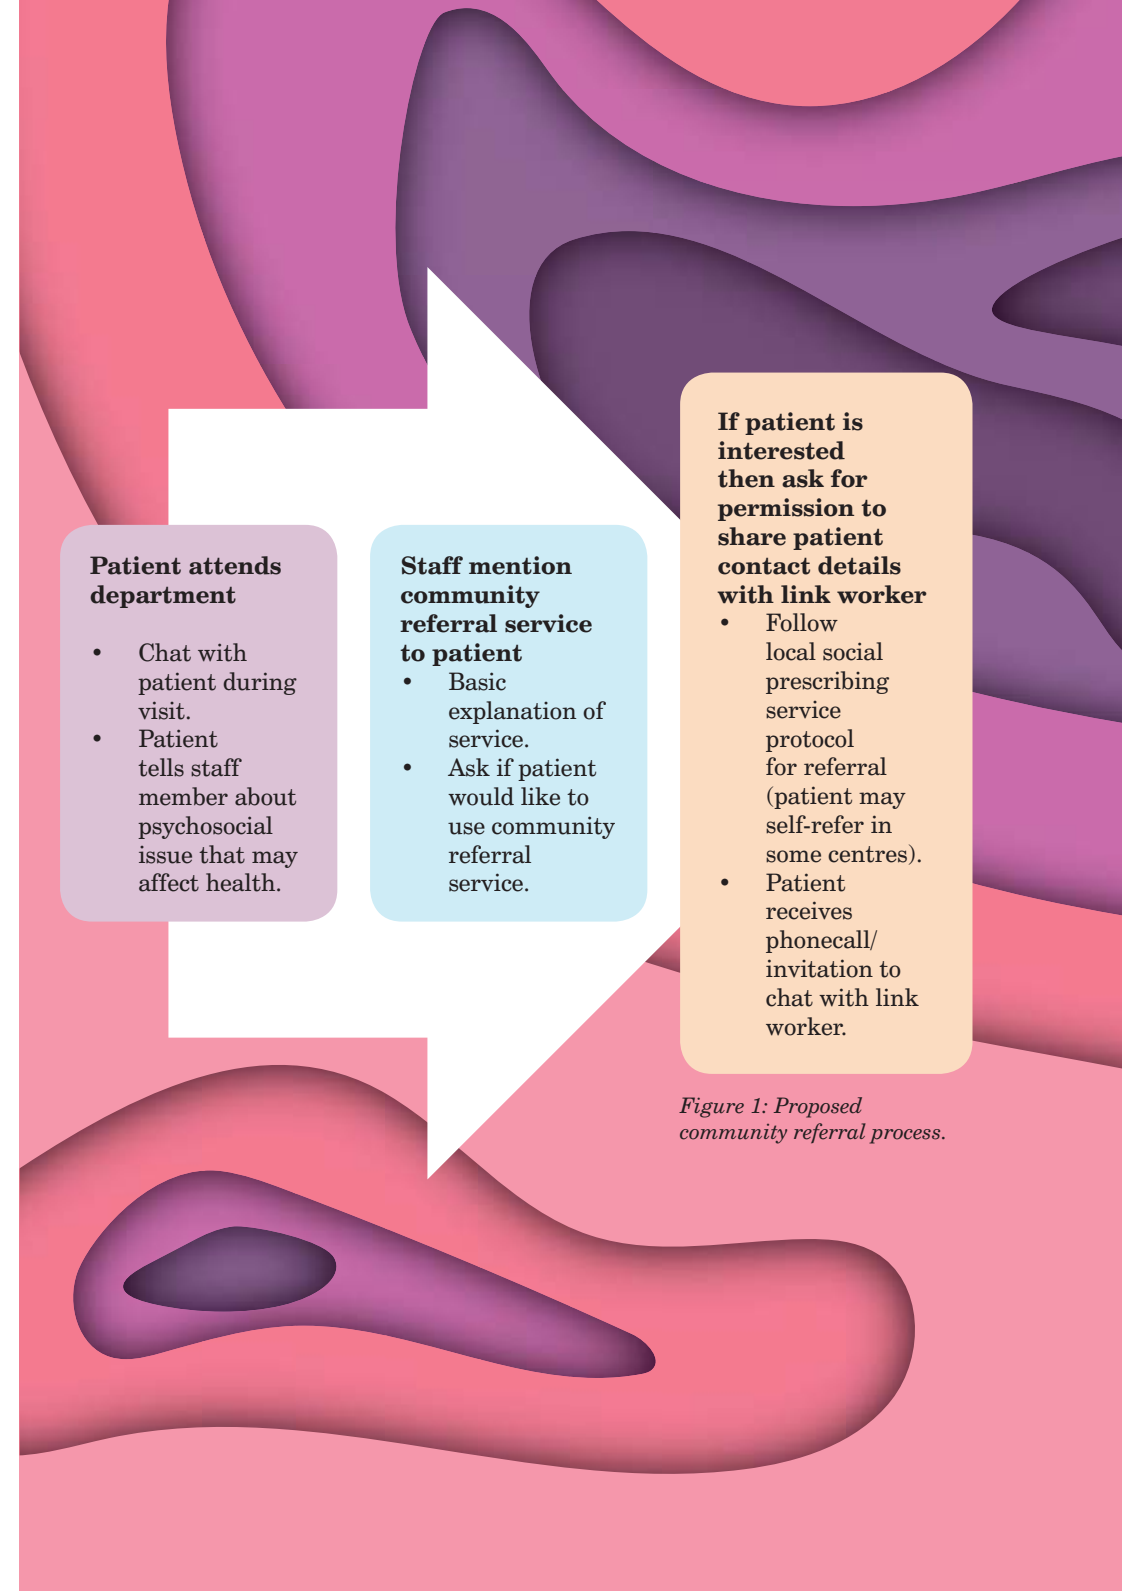 Patient attends
department
• Chat with
patient during
visit.
• Patient
tells staff
member about
psychosocial
issue that may
affect health.
Staff mention
community
referral service
to patient
• Basic
explanation of
service.
• Ask if patient
would like to
use community
referral
service.
If patient is
interested
then ask for
permission to
share patient
contact details
with link worker
• Follow
local social
prescribing
service
protocol
for referral
(patient may
self-refer in
some centres).
• Patient
receives
phonecall/
invitation to
chat with link
worker.
Figure 1: Proposed
community referral process.